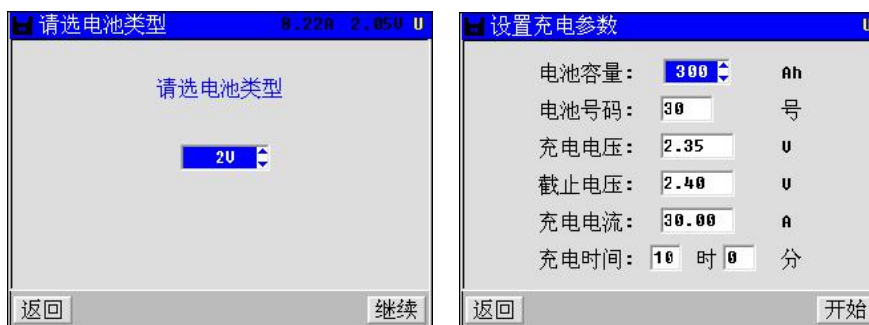 请选电池类型 8.22A 2.05V U
请选电池类型
2V
返回 继续
设置充电参数 U
电池容量: 300 Ah
电池号码: 30 号
充电电压: 2.35 V
截止电压: 2.40 V
充电电流: 30.00 A
充电时间: 10 时 0 分
返回 开始